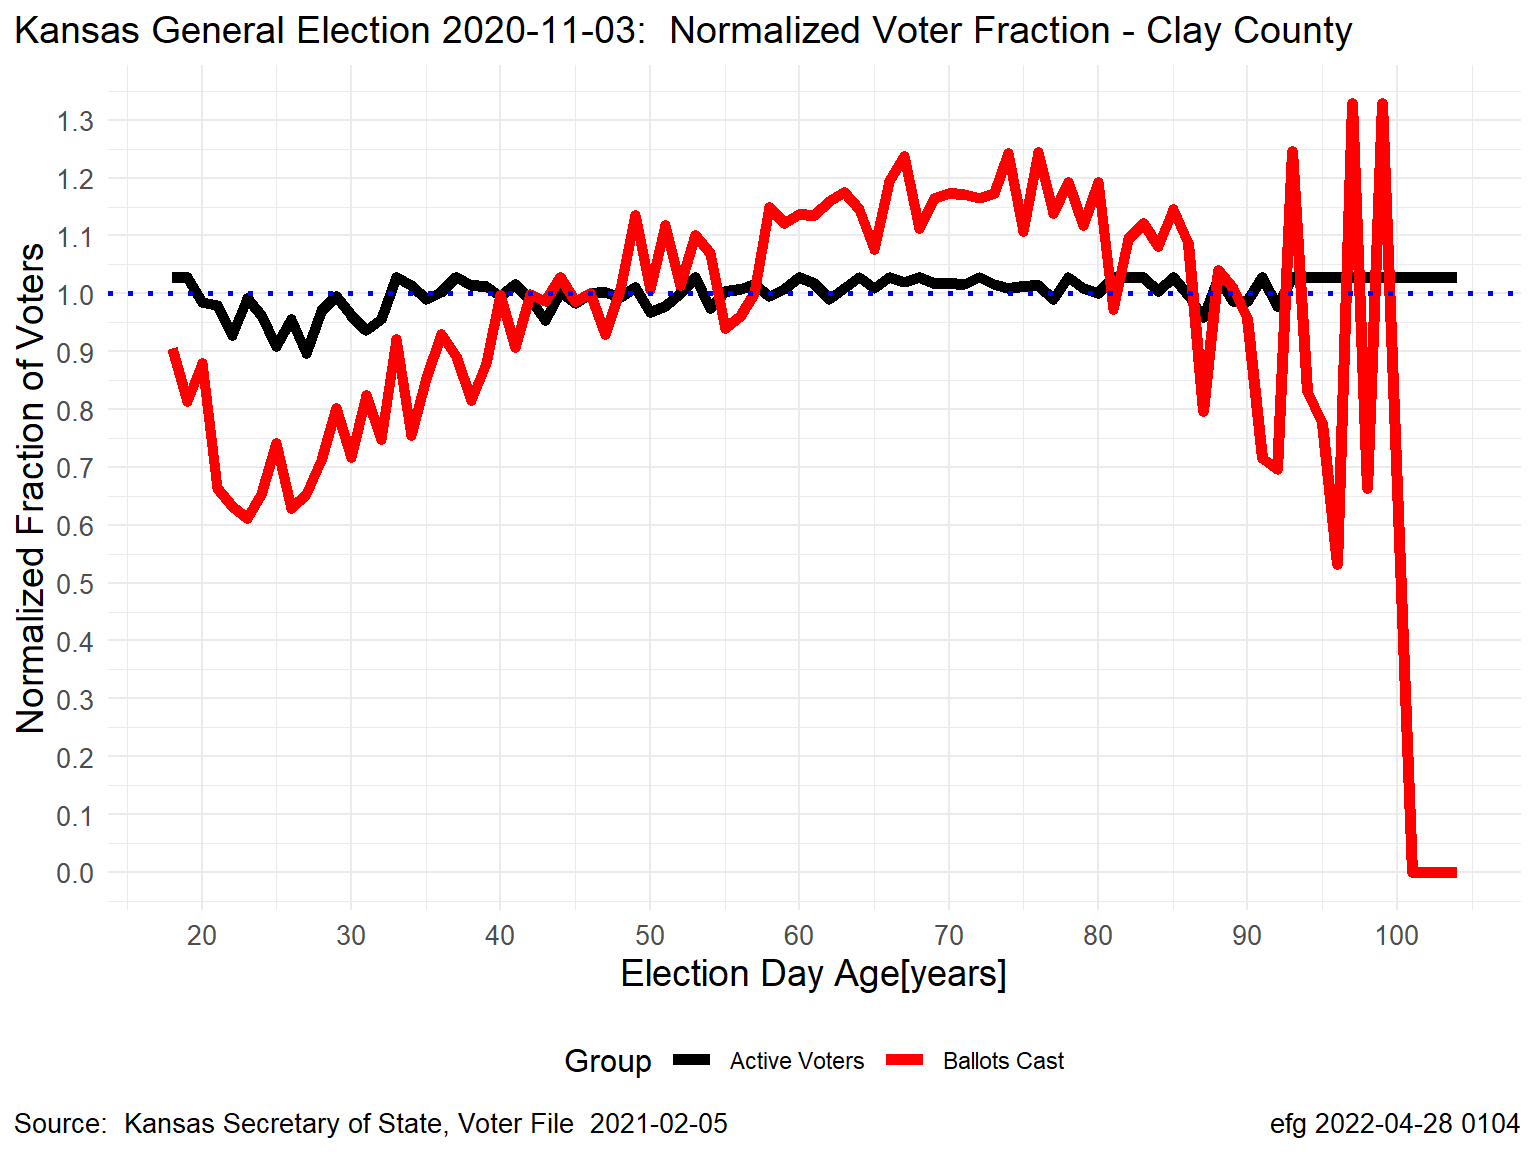 Kansas General Election 2020-11-03:  Normalized Voter Fraction - Clay County
Normalized Fraction of Voters
1.3
1.2
1.1
1.0
0.9
0.8
0.7
0.6
0.5
0.4
0.3
0.2
0.1
0.0
20 30 40 50 60 70 80 90 100
Election Day Age[years]
Group Active Voters Ballots Cast
Source:  Kansas Secretary of State, Voter File  2021-02-05 efg 2022-04-28 0104